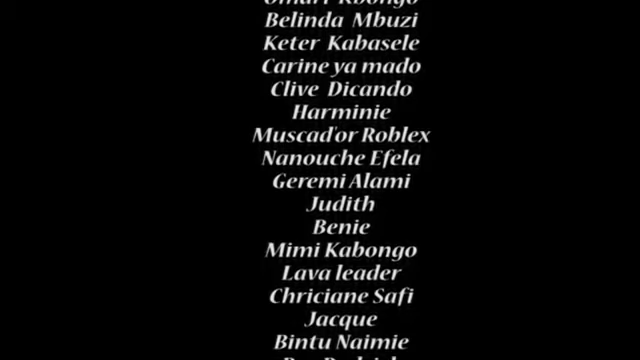 Belinda Mbuzi
Keter Kabasele
Carine ya mado
Clive Dicando
Harminie
Muscad'or Roblex
Nanouche Efela
Geremi Alami
Judith
Benie
Mimi Kabongo
Lava leader
Chriciane Safi
Jacque
Bintu Naimie